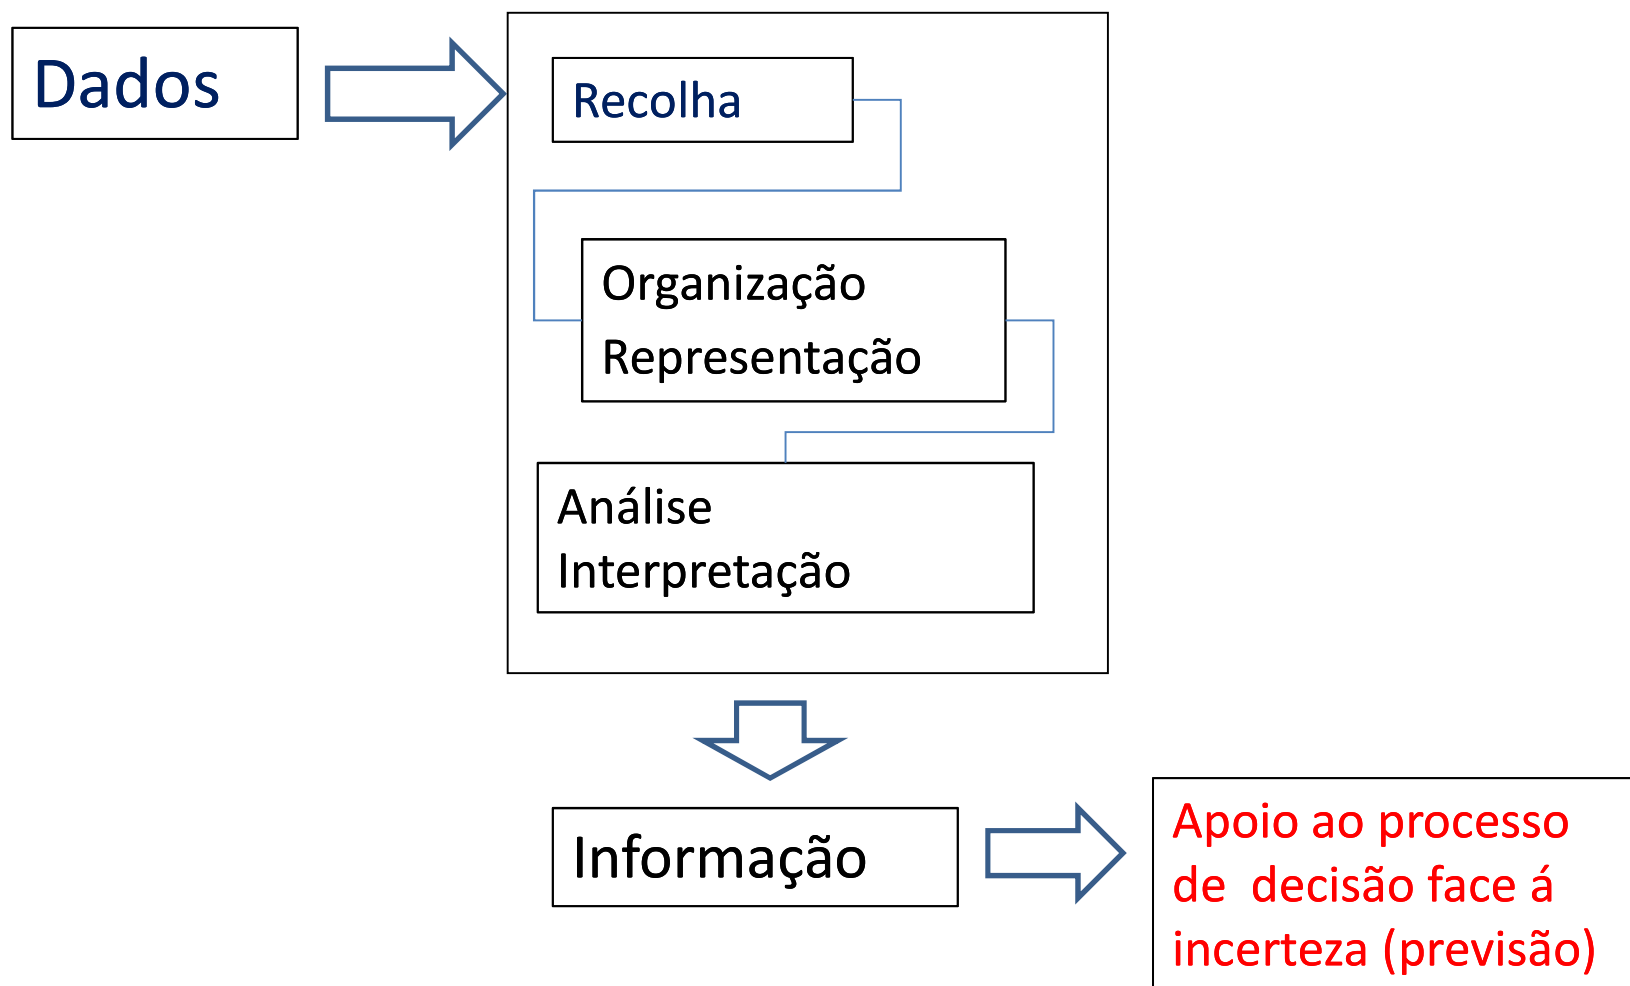 Dados
Recolha
Organização
Representação
Análise
Interpretação
Informação
Apoio ao processo
de  decisão face á
incerteza (previsão)